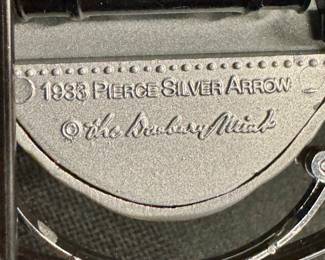 1933 PIERCE SILVER ARROW
© the Danbury Mint